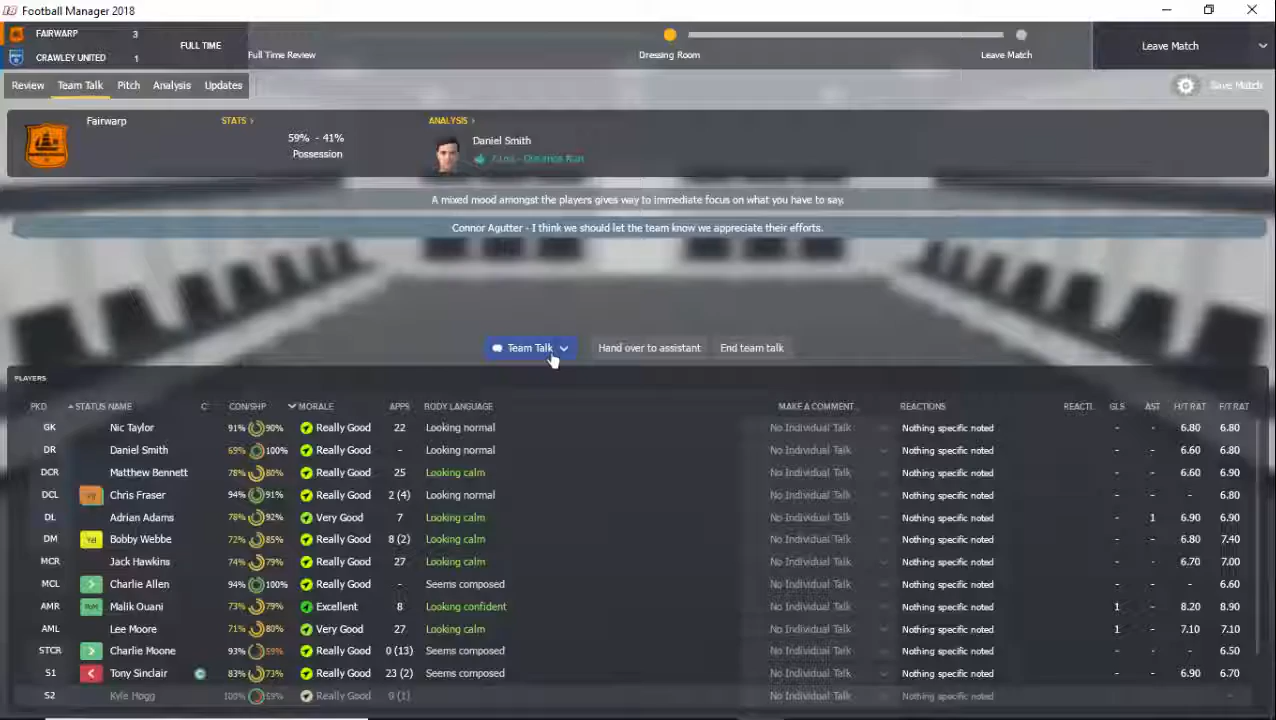 Football Manager 2018
FAIRWARP 3
CRAWLEY UNITED 1
FULL TIME
Full Time Review
Dressing Room
Leave Match
Leave Match
Review Team Talk Pitch Analysis Updates
Save Match
Fairwarp
STATS >
59% - 41%
Possession
ANALYSIS >
Daniel Smith
- Distance Run
A mixed mood amongst the players gives way to immediate focus on what you have to say.
Connor Agutter - I think we should let the team know we appreciate their efforts.
Team Talk Hand over to assistant End team talk
PLAYERS
PKD STATUS NAME C CON/SHP MORALE APPS BODY LANGUAGE MAKE A COMMENT REACTIONS REACTI. GLS AST H/T RAT F/T RAT
GK Nic Taylor 91% 90% Really Good 22 Looking normal No Individual Talk Nothing specific noted - - 6.80 6.80
DR Daniel Smith 69% 100% Really Good - Looking normal No Individual Talk Nothing specific noted - - 6.60 6.80
DCR Matthew Bennett 78% 80% Really Good 25 Looking calm No Individual Talk Nothing specific noted - - 6.60 6.90
DCL Chris Fraser 94% 91% Really Good 2 (4) Looking normal No Individual Talk Nothing specific noted - - - 6.80
DL Adrian Adams 78% 92% Very Good 7 Looking calm No Individual Talk Nothing specific noted - 1 6.90 6.90
DM Yel Bobby Webbe 72% 85% Really Good 8 (2) Looking calm No Individual Talk Nothing specific noted - - 6.80 7.40
MCR Jack Hawkins 74% 79% Really Good 27 Looking calm No Individual Talk Nothing specific noted - - 6.70 7.00
MCL Charlie Allen 94% 100% Really Good - Seems composed No Individual Talk Nothing specific noted - - - 6.60
AMR Malik Ouani 73% 79% Excellent 8 Looking confident No Individual Talk Nothing specific noted 1 - 8.20 8.90
AML Lee Moore 71% 80% Very Good 27 Looking calm No Individual Talk Nothing specific noted 1 - 7.10 7.10
STCR Charlie Moone 93% 59% Really Good 0 (13) Seems composed No Individual Talk Nothing specific noted - - - 6.50
S1 Tony Sinclair C 83% 73% Really Good 23 (2) Seems composed No Individual Talk Nothing specific noted - - 6.90 6.70
S2 Kyle Hogg 100% 59% Really Good 0 (1) No Individual Talk Nothing specific noted -